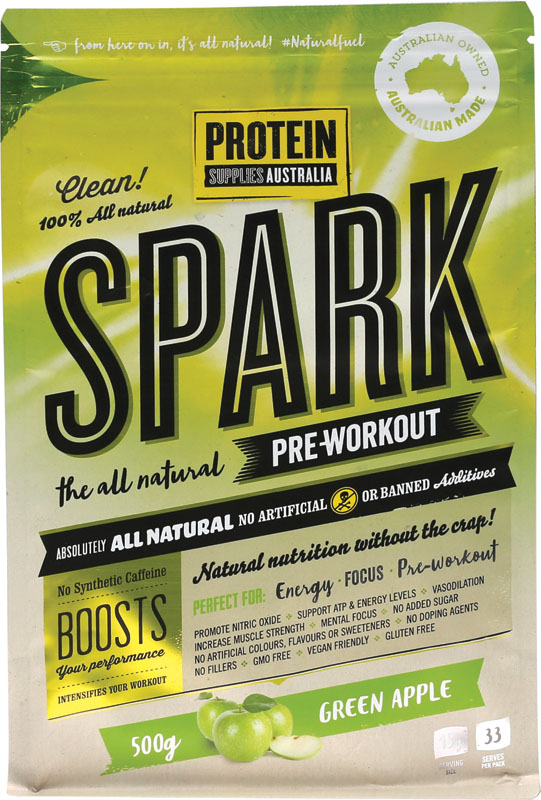 from here on in, it's all natural! #Naturalfuel
AUSTRALIAN OWNED
AUSTRALIAN MADE
PROTEIN
SUPPLIES AUSTRALIA
Clean!
100% All natural
SPARK
PRE-WORKOUT
the all natural
ABSOLUTELY ALL NATURAL NO ARTIFICIAL OR BANNED Additives
Natural nutrition without the crap!
No Synthetic Caffeine
BOOSTS
Your performance
INTENSIFIES YOUR WORKOUT
PERFECT FOR: Energy · FOCUS · Pre-workout
PROMOTE NITRIC OXIDE SUPPORT ATP & ENERGY LEVELS VASODILATION
INCREASE MUSCLE STRENGTH MENTAL FOCUS NO ADDED SUGAR
NO ARTIFICIAL COLOURS, FLAVOURS OR SWEETENERS NO DOPING AGENTS
NO FILLERS GMO FREE VEGAN FRIENDLY GLUTEN FREE
500g
GREEN APPLE
33
SERVING
SIZE
SERVES
PER PACK